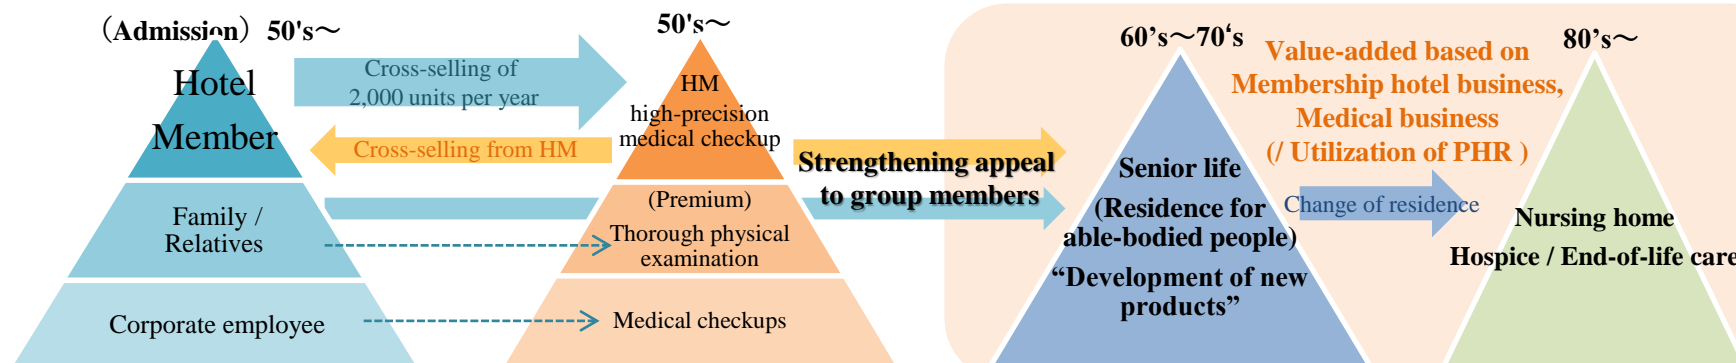 （Admission） 50's～
Hotel
Member
Family /
Relatives
Corporate employee
Cross-selling of
2,000 units per year
Cross-selling from HM
50's～
HM
high-precision
medical checkup
(Premium)
Thorough physical
examination
Medical checkups
Strengthening appeal
to group members
60’s～70‘s
Senior life
(Residence for
able-bodied people)
“Development of new
products”
Value-added based on
Membership hotel business,
Medical business
(/ Utilization of PHR )
Change of residence
80’s～
Nursing home
Hospice / End-of-life care